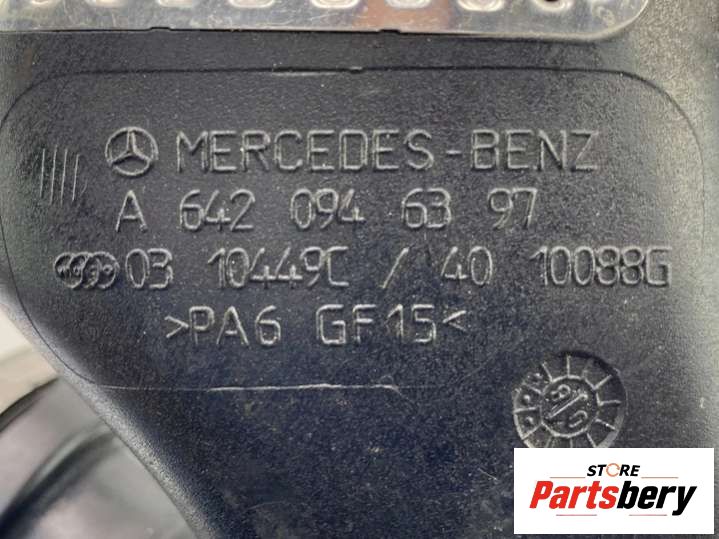 MERCEDES-BENZ
A 642 094 63 97
03 10449C / 40 10088G
>PA6 GF15<
STORE
Partsbery